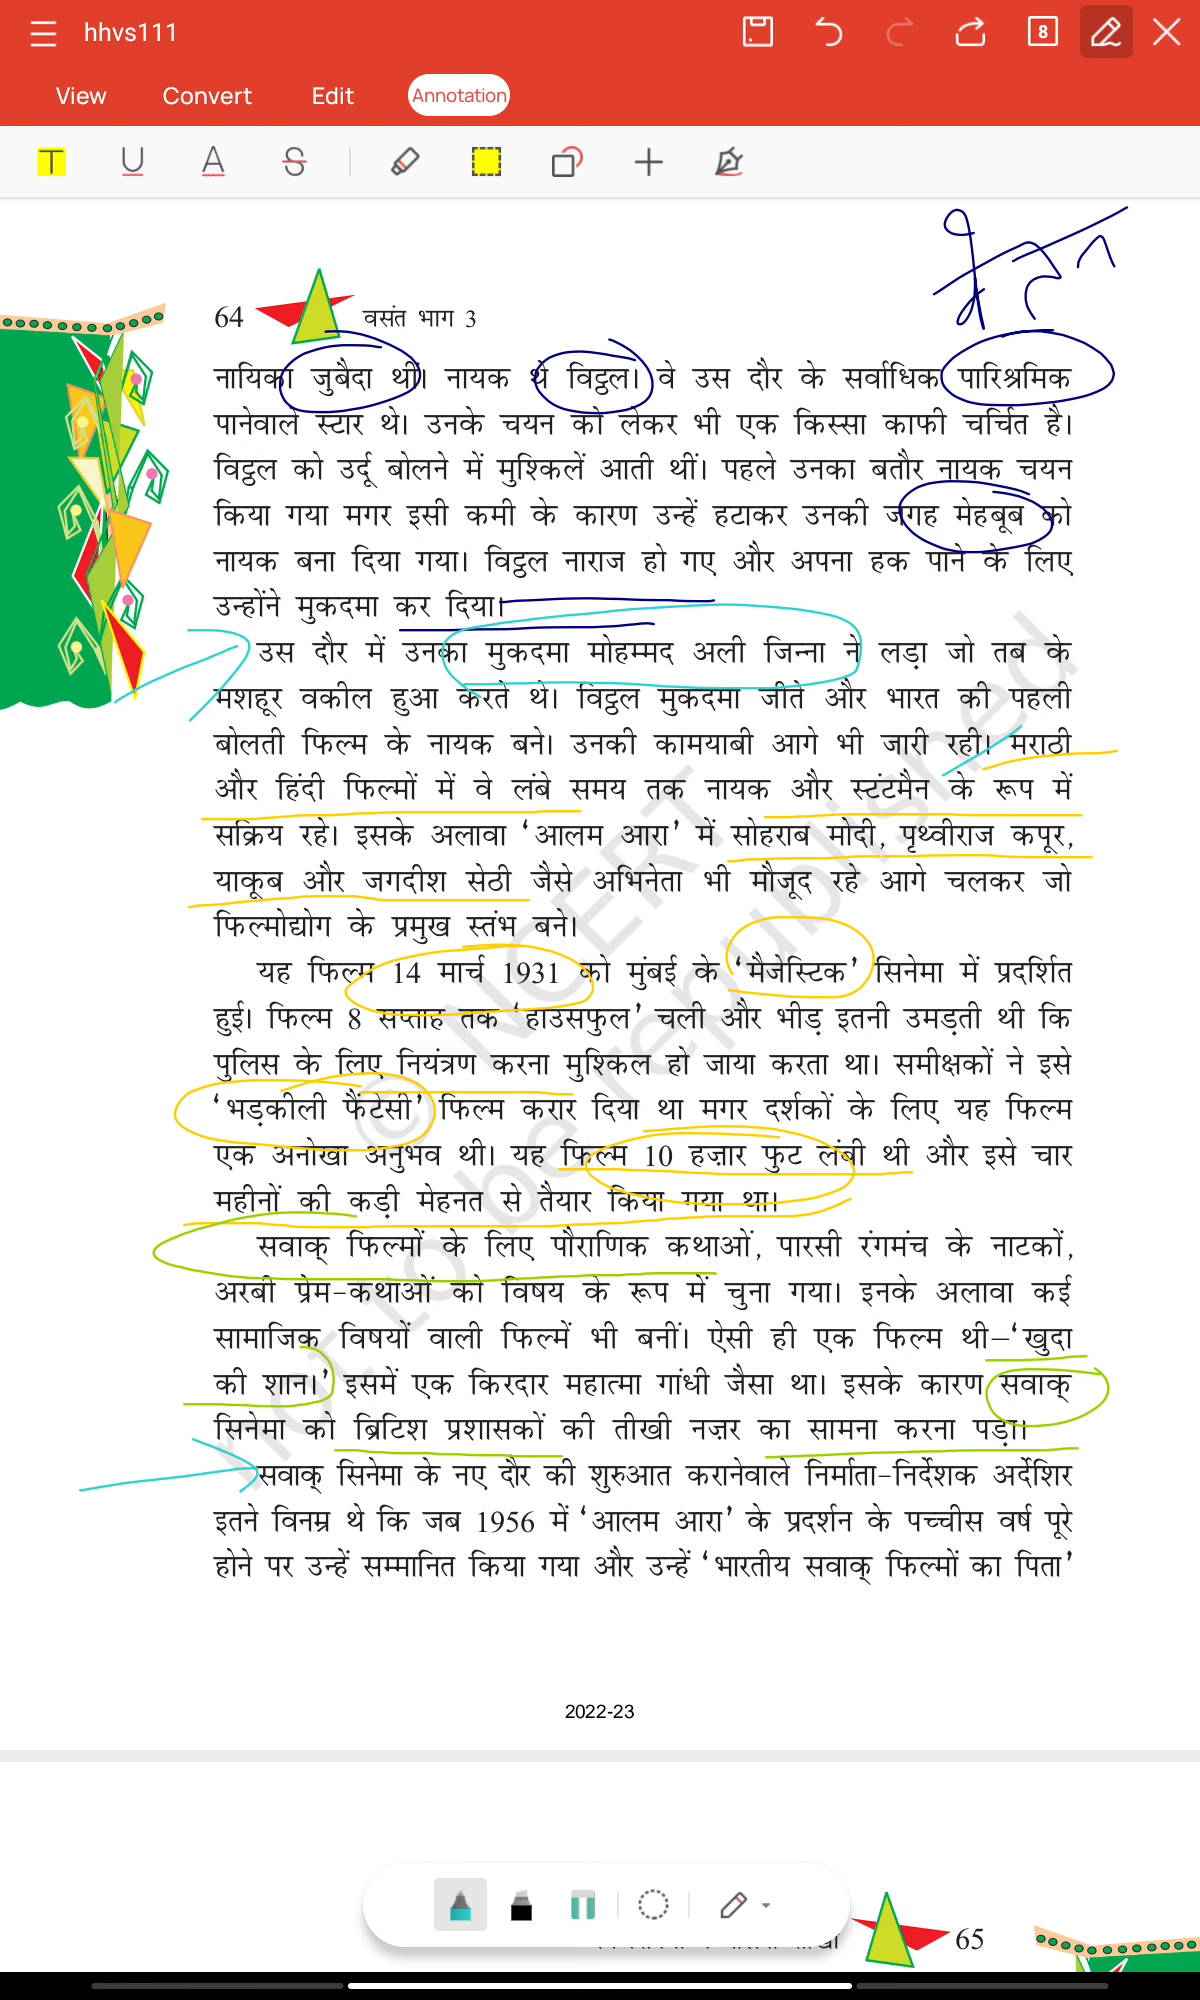 hhvs111
8
View Convert Edit Annotation
T U A S
64 वसंत भाग 3
नायिका जुबैदा थीं। नायक थे विट्ठल। वे उस दौर के सर्वाधिक पारिश्रमिक
पानेवाले स्टार थे। उनके चयन को लेकर भी एक किस्सा काफी चर्चित है।
विट्ठल को उर्दू बोलने में मुश्किलें आती थीं। पहले उनका बतौर नायक चयन
किया गया मगर इसी कमी के कारण उन्हें हटाकर उनकी जगह मेहबूब को
नायक बना दिया गया। विट्ठल नाराज हो गए और अपना हक पाने के लिए
उन्होंने मुकदमा कर दिया।
उस दौर में उनका मुकदमा मोहम्मद अली जिन्ना ने लड़ा जो तब के
मशहूर वकील हुआ करते थे। विट्ठल मुकदमा जीते और भारत की पहली
बोलती फिल्म के नायक बने। उनकी कामयाबी आगे भी जारी रही। मराठी
और हिंदी फिल्मों में वे लंबे समय तक नायक और स्टंटमैन के रूप में
सक्रिय रहे। इसके अलावा ‘आलम आरा’ में सोहराब मोदी, पृथ्वीराज कपूर,
याकूब और जगदीश सेठी जैसे अभिनेता भी मौजूद रहे आगे चलकर जो
फिल्मोद्योग के प्रमुख स्तंभ बने।
यह फिल्म 14 मार्च 1931 को मुंबई के ‘मैजेस्टिक’ सिनेमा में प्रदर्शित
हुई। फिल्म 8 सप्ताह तक ‘हाउसफुल’ चली और भीड़ इतनी उमड़ती थी कि
पुलिस के लिए नियंत्रण करना मुश्किल हो जाया करता था। समीक्षकों ने इसे
‘भड़कीली फैंटेसी’ फिल्म करार दिया था मगर दर्शकों के लिए यह फिल्म
एक अनोखा अनुभव थी। यह फिल्म 10 हज़ार फुट लंबी थी और इसे चार
महीनों की कड़ी मेहनत से तैयार किया गया था।
सवाक् फिल्मों के लिए पौराणिक कथाओं, पारसी रंगमंच के नाटकों,
अरबी प्रेम-कथाओं को विषय के रूप में चुना गया। इनके अलावा कई
सामाजिक विषयों वाली फिल्में भी बनीं। ऐसी ही एक फिल्म थी–‘खुदा
की शान।’ इसमें एक किरदार महात्मा गांधी जैसा था। इसके कारण सवाक्
सिनेमा को ब्रिटिश प्रशासकों की तीखी नज़र का सामना करना पड़ा।
सवाक् सिनेमा के नए दौर की शुरुआत करानेवाले निर्माता-निर्देशक अर्देशिर
इतने विनम्र थे कि जब 1956 में ‘आलम आरा’ के प्रदर्शन के पच्चीस वर्ष पूरे
होने पर उन्हें सम्मानित किया गया और उन्हें ‘भारतीय सवाक् फिल्मों का पिता’
© NCERT
not to be republished
2022-23
65